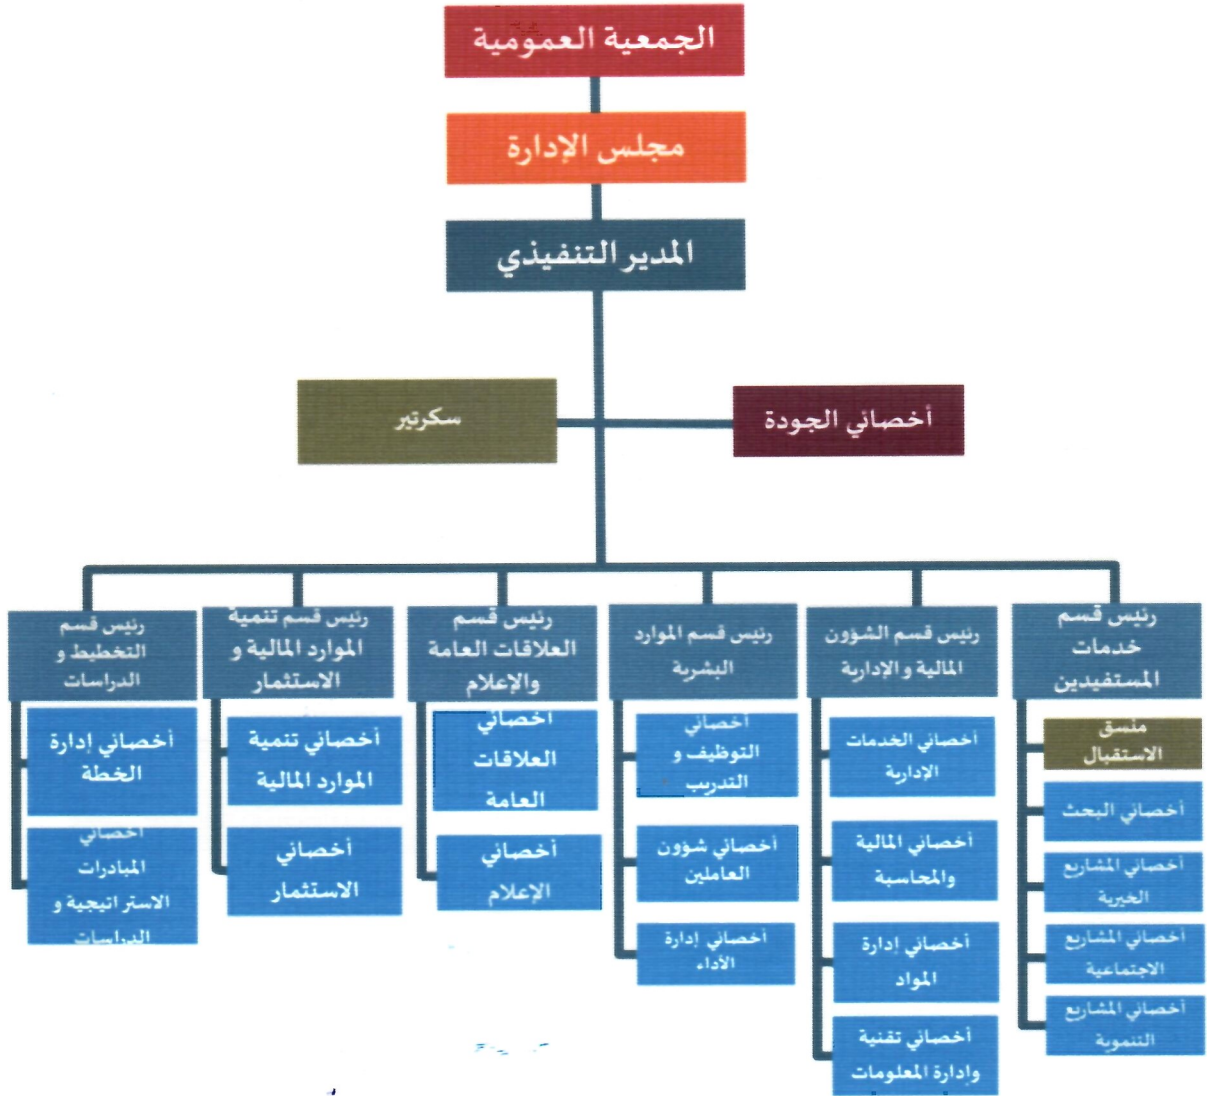 الجمعية العمومية
مجلس الإدارة
المدير التنفيذي
أخصائي الجودة
سكرتير
رئيس قسم
خدمات
المستفيدين
منسق
الاستقبال
أخصائي البحث
أخصائي المشاريع
الخيرية
أخصائي المشاريع
الاجتماعية
أخصائي المشاريع
التنموية
رئيس قسم الشؤون
المالية و الإدارية
أخصائي الخدمات
الإدارية
أخصائي المالية
والمحاسبة
أخصائي إدارة
المواد
أخصائي تقنية
وإدارة المعلومات
رئيس قسم الموارد
البشرية
أخصائي
التوظيف و
التدريب
أخصائي شؤون
العاملين
أخصائي إدارة
الأداء
رئيس قسم
العلاقات العامة
والإعلام
أخصائي
العلاقات
العامة
أخصائي
الإعلام
رئيس قسم تنمية
الموارد المالية و
الاستثمار
أخصائي تنمية
الموارد المالية
أخصائي
الاستثمار
رئيس قسم
التخطيط و
الدراسات
أخصائي إدارة
الخطة
أخصائي
المبادرات
الاستراتيجية و
الدراسات